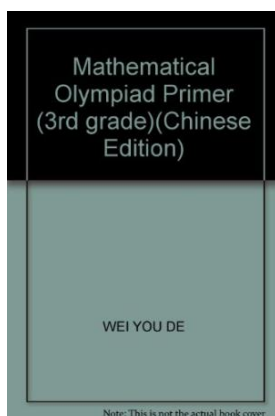 Mathematical
Olympiad Primer
(3rd grade)(Chinese
Edition)
WEI YOU DE
Note: This is not the actual book cover